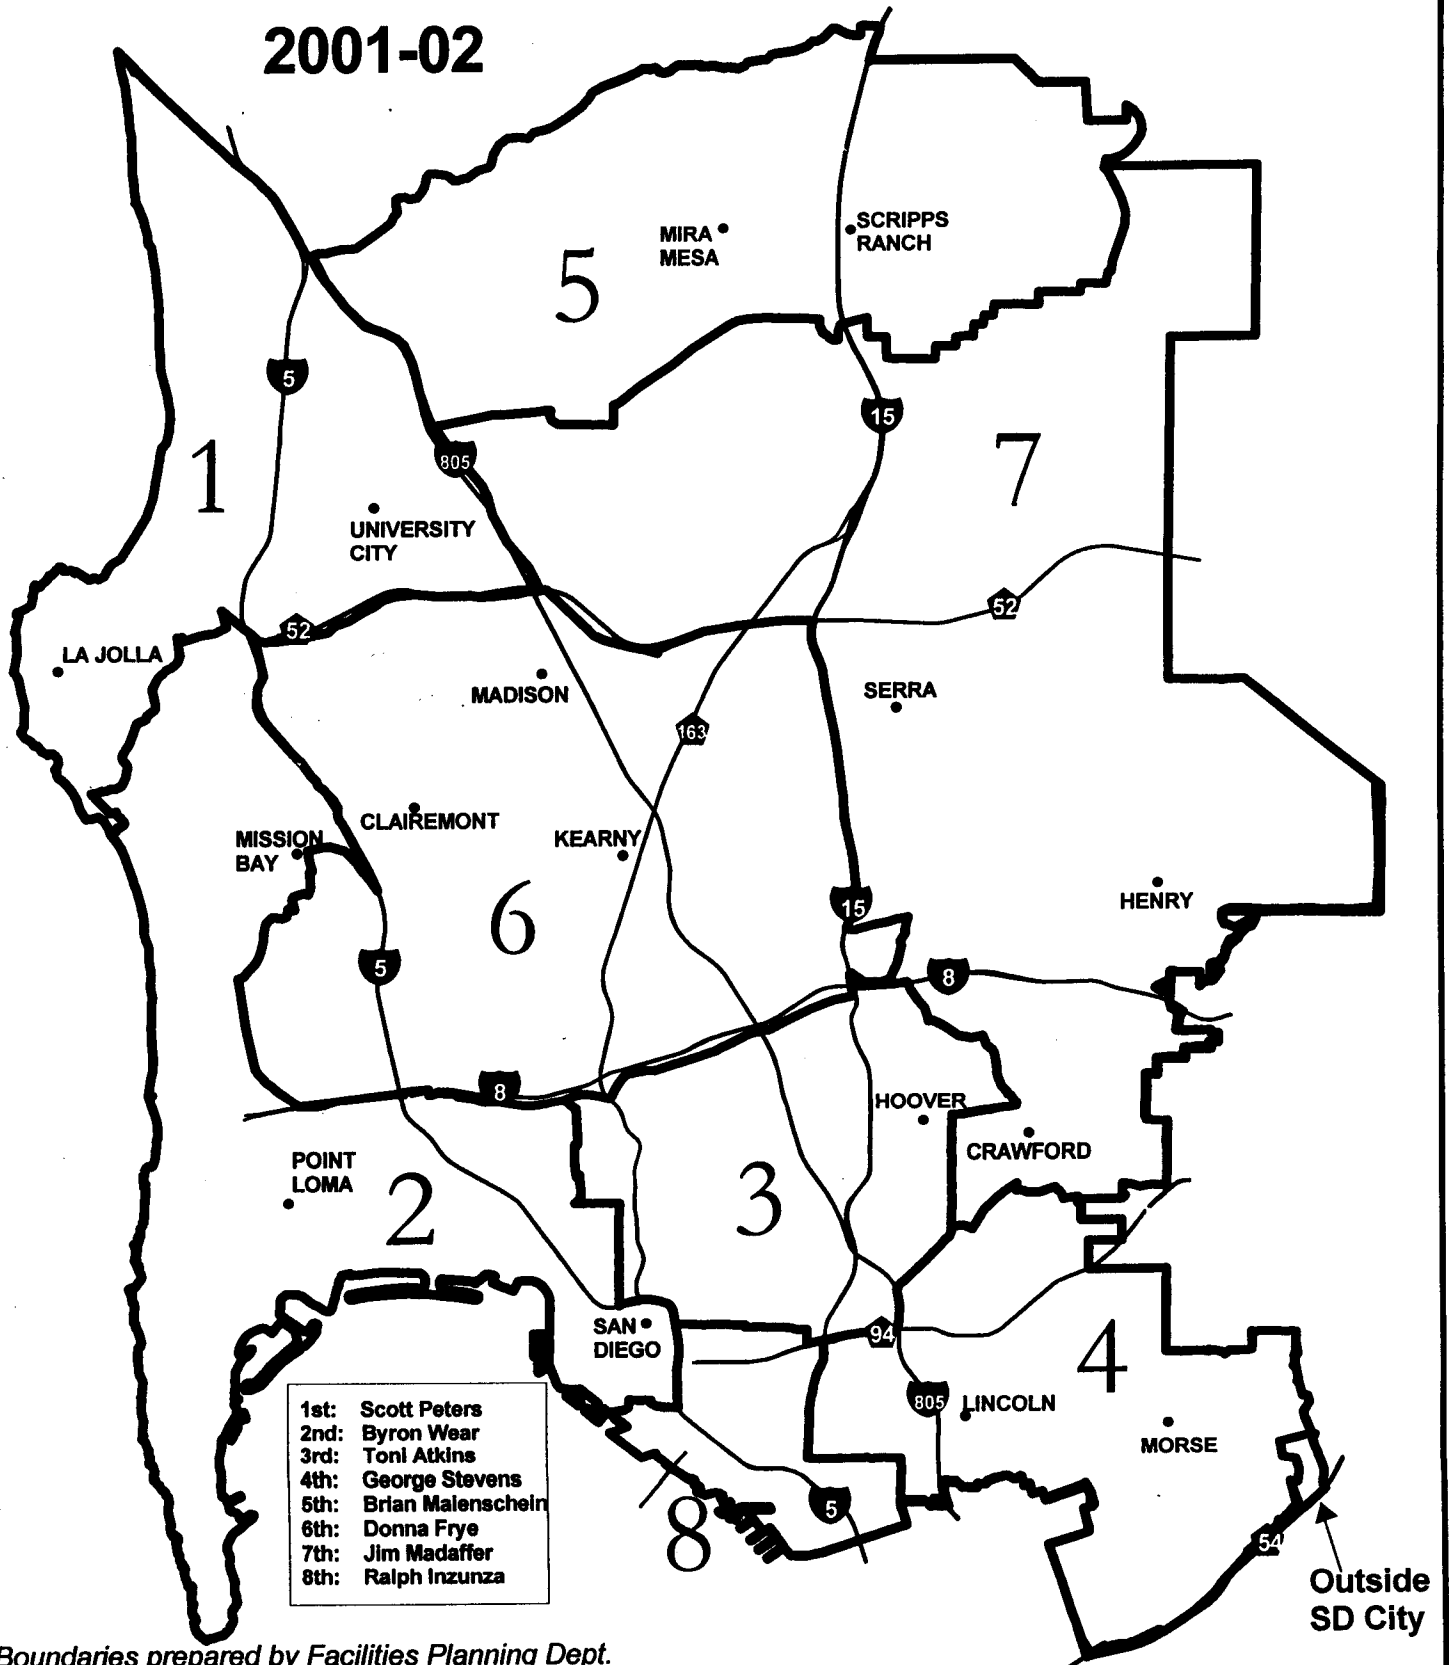 2001-02
MIRA
MESA
SCRIPPS
RANCH
5
5
15
1
805
7
UNIVERSITY
CITY
52
52
LA JOLLA
MADISON
SERRA
163
CLAIREMONT
MISSION
BAY
KEARNY
HENRY
15
6
5
8
8
HOOVER
CRAWFORD
POINT
LOMA
2
3
SAN
DIEGO
94
4
805
LINCOLN
MORSE
1st: Scott Peters
2nd: Byron Wear
3rd: Toni Atkins
4th: George Stevens
5th: Brian Maienschein
6th: Donna Frye
7th: Jim Madaffer
8th: Ralph Inzunza
5
8
54
Outside
SD City
Boundaries prepared by Facilities Planning Dept.